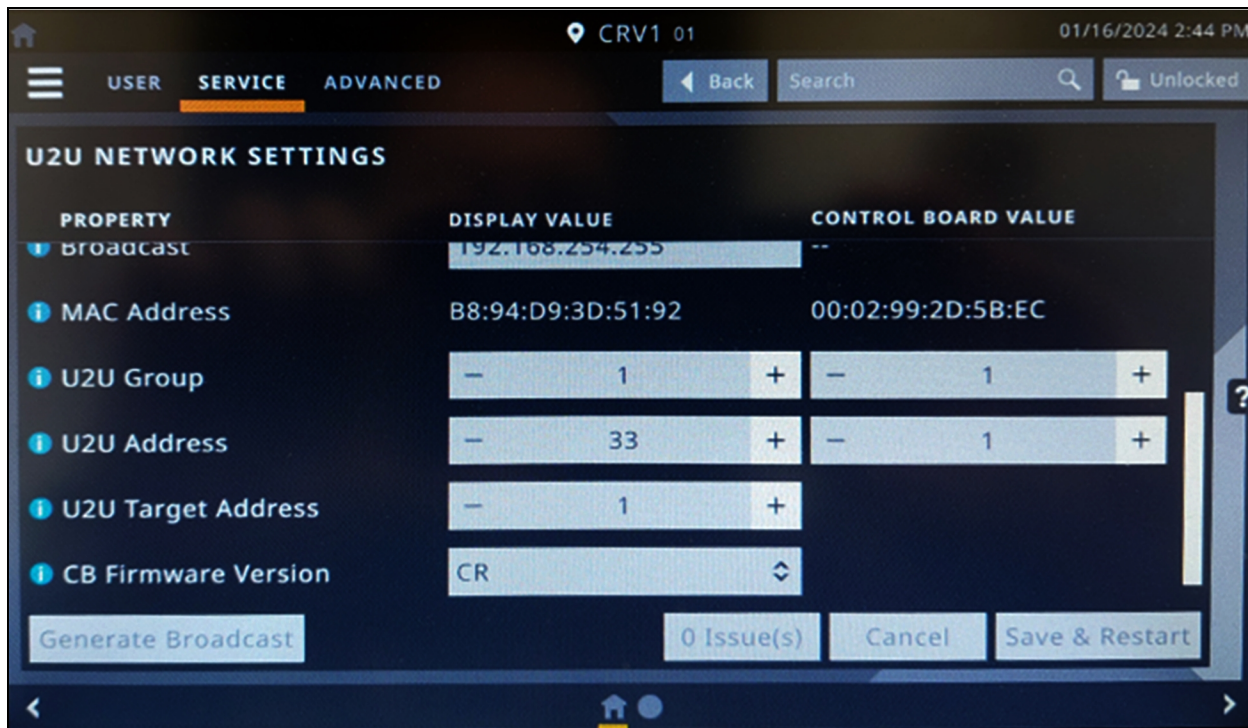 CRV1 01 01/16/2024 2:44 PM
USER SERVICE ADVANCED Back Search Unlocked
U2U NETWORK SETTINGS
PROPERTY DISPLAY VALUE CONTROL BOARD VALUE
Broadcast 192.168.254.255 --
MAC Address B8:94:D9:3D:51:92 00:02:99:2D:5B:EC
U2U Group − 1 + − 1 +
?
U2U Address − 33 + − 1 +
U2U Target Address − 1 +
CB Firmware Version CR
Generate Broadcast 0 Issue(s) Cancel Save & Restart